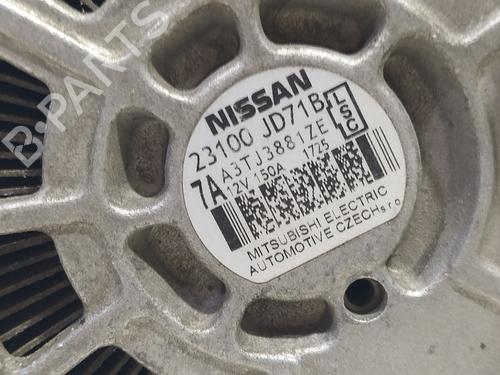 B-PARTS
NISSAN
23100 JD71B
LSC
7A A3TJ3881ZE
12V 150A 1725
MITSUBISHI ELECTRIC
AUTOMOTIVE CZECH s.r.o